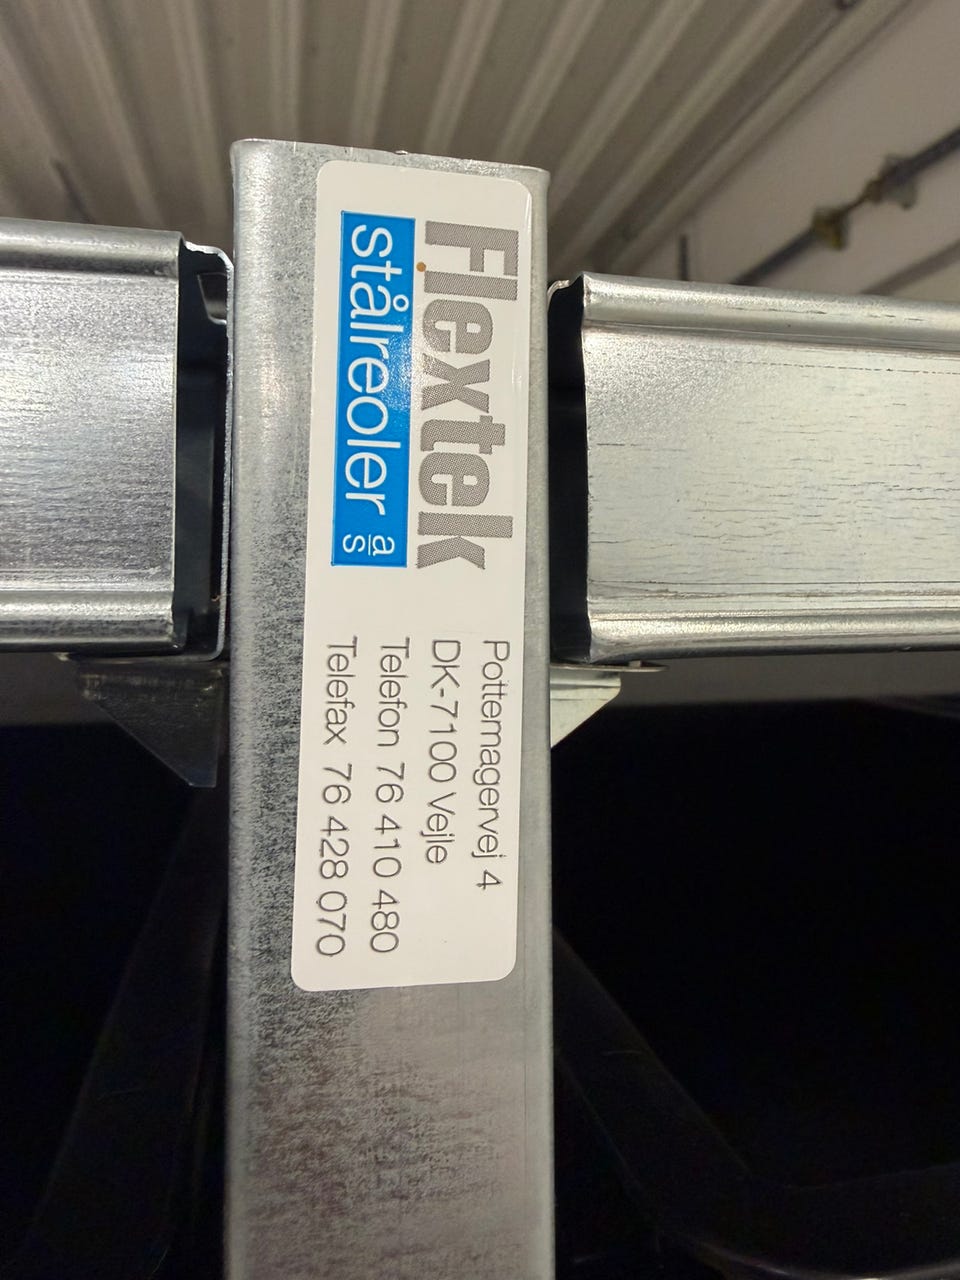 Flextek
stålreoler a/s
Pottemagervej 4
DK-7100 Vejle
Telefon 76 410 480
Telefax 76 428 070